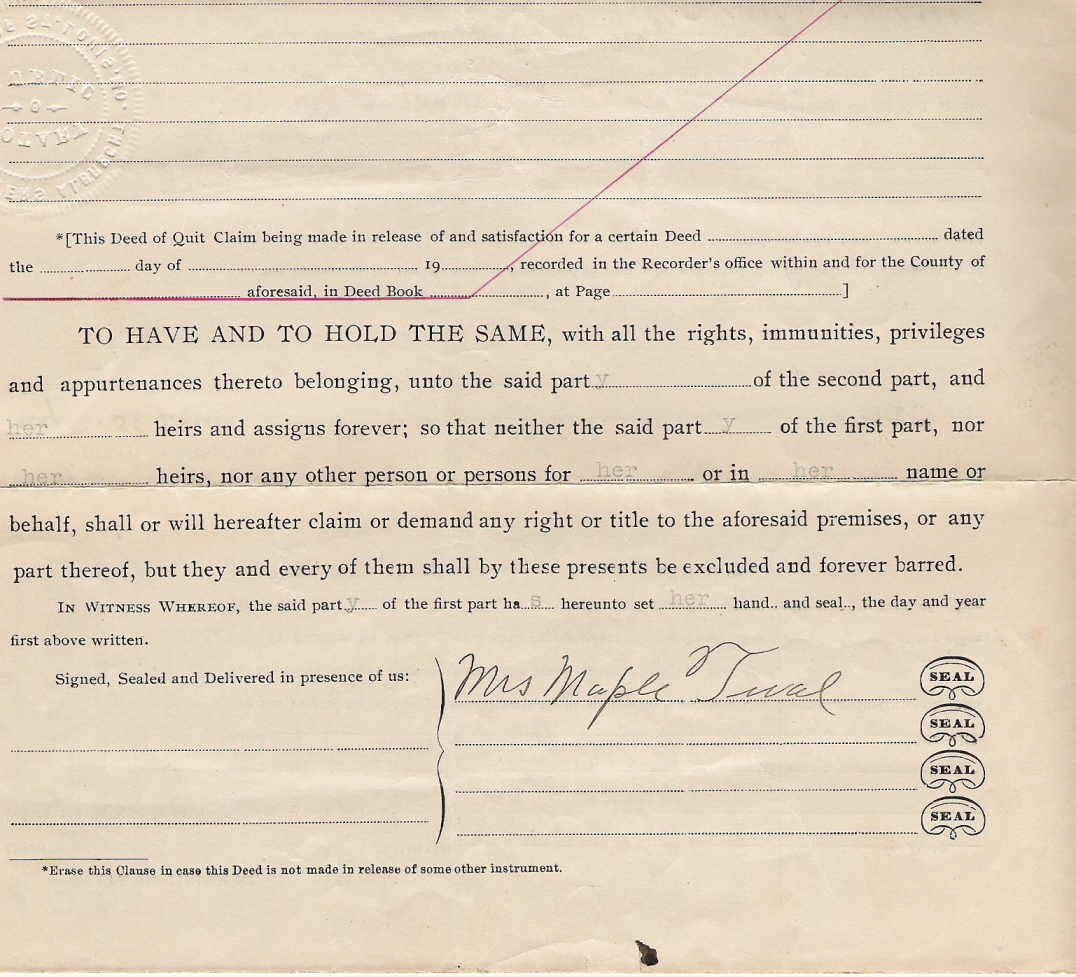 *[This Deed of Quit Claim being made in release of and satisfaction for a certain Deed ........ dated
the ........ day of ........ 19........, recorded in the Recorder's office within and for the County of
........ aforesaid, in Deed Book ........, at Page........]
TO HAVE AND TO HOLD THE SAME, with all the rights, immunities, privileges
and appurtenances thereto belonging, unto the said party ........ of the second part, and
her ........ heirs and assigns forever; so that neither the said part y ........ of the first part, nor
her ........ heirs, nor any other person or persons for her ........ or in her ........ name or
behalf, shall or will hereafter claim or demand any right or title to the aforesaid premises, or any
part thereof, but they and every of them shall by these presents be excluded and forever barred.
IN WITNESS WHEREOF, the said party ..... of the first part ha s hereunto set her ..... hand.. and seal.., the day and year
first above written.
Signed, Sealed and Delivered in presence of us:
Mrs Maple
SEAL
SEAL
SEAL
SEAL
*Erase this Clause in case this Deed is not made in release of some other instrument.